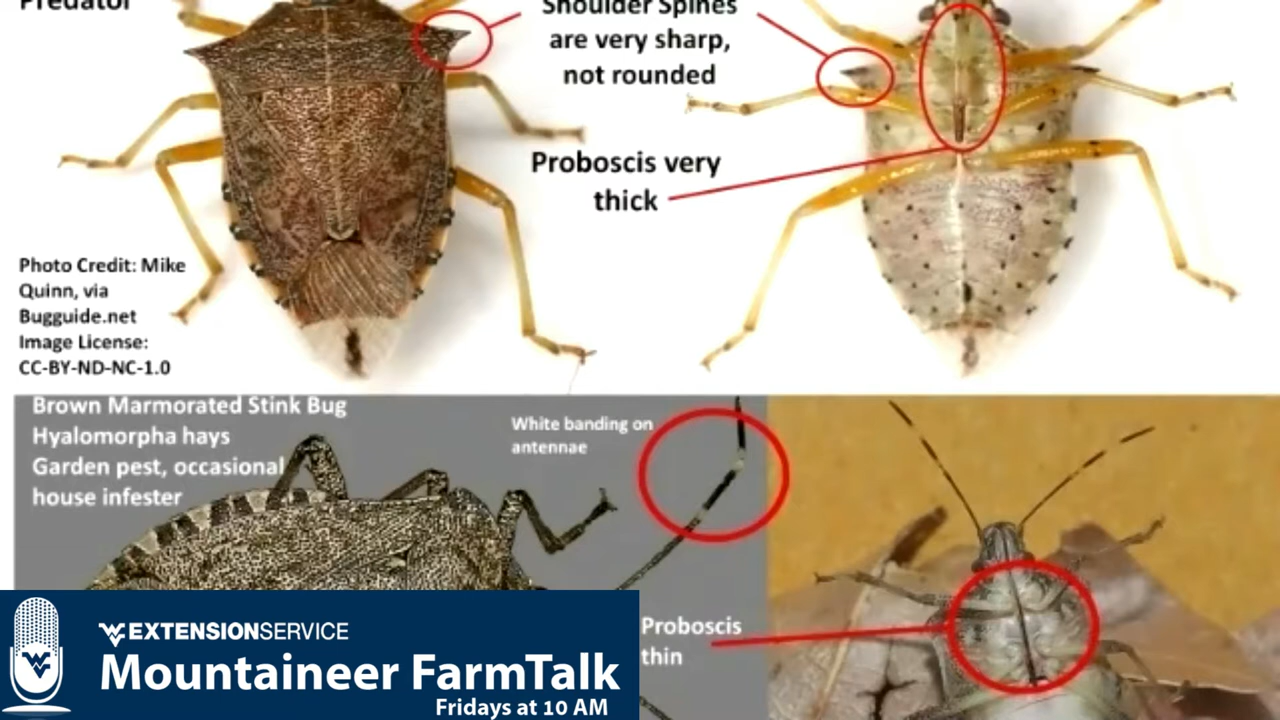 Predator
Shoulder Spines
are very sharp,
not rounded
Proboscis very
thick
Photo Credit: Mike
Quinn, via
Bugguide.net
Image License:
CC-BY-ND-NC-1.0
Brown Marmorated Stink Bug
Hyalomorpha hays
Garden pest, occasional
house infester
White banding on
antennae
Proboscis
thin
WV EXTENSIONSERVICE
Mountaineer FarmTalk
Fridays at 10 AM